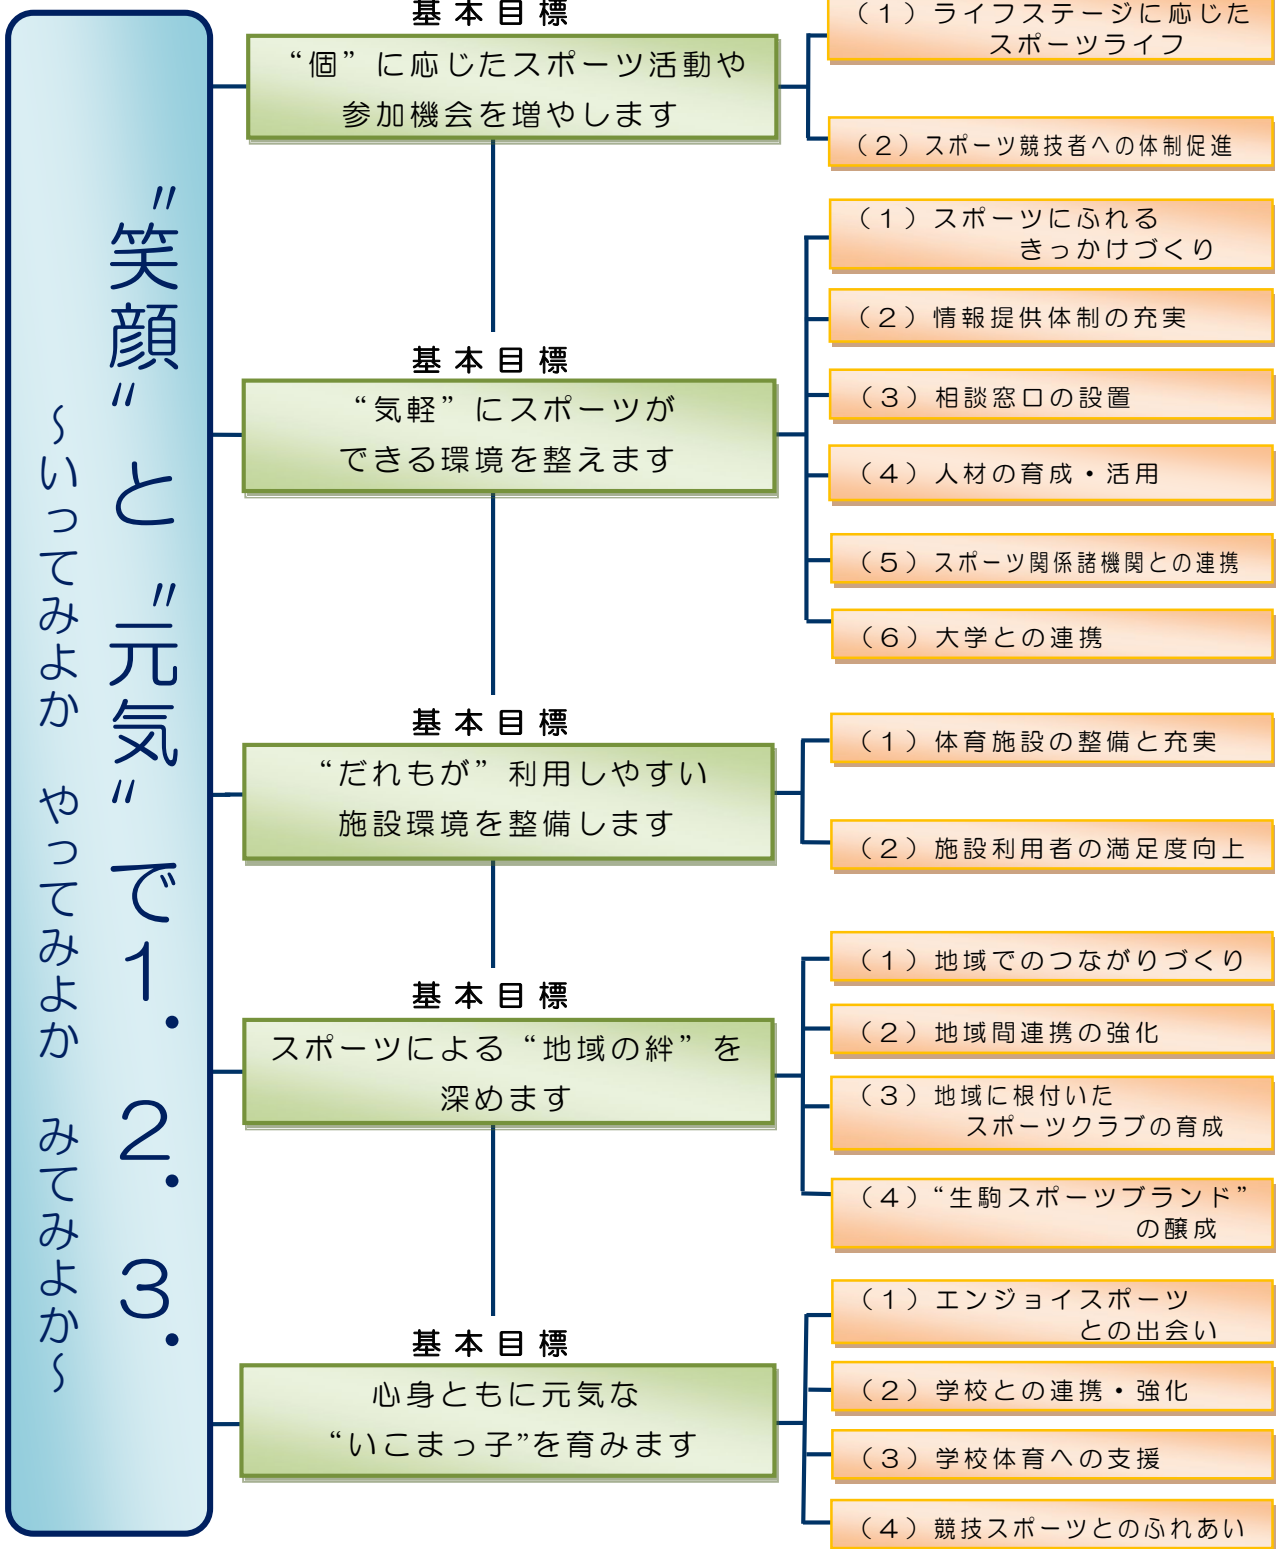 “笑顔”と“元気”で1．2．3．
～いってみよか　やってみよか　みてみよか～
基本目標
“個”に応じたスポーツ活動や
参加機会を増やします
（１）ライフステージに応じた
スポーツライフ
（２）スポーツ競技者への体制促進
基本目標
“気軽”にスポーツが
できる環境を整えます
（１）スポーツにふれる
きっかけづくり
（２）情報提供体制の充実
（３）相談窓口の設置
（４）人材の育成・活用
（５）スポーツ関係諸機関との連携
（６）大学との連携
基本目標
“だれもが”利用しやすい
施設環境を整備します
（１）体育施設の整備と充実
（２）施設利用者の満足度向上
基本目標
スポーツによる“地域の絆”を
深めます
（１）地域でのつながりづくり
（２）地域間連携の強化
（３）地域に根付いた
スポーツクラブの育成
（４）“生駒スポーツブランド”
の醸成
基本目標
心身ともに元気な
“いこまっ子”を育みます
（１）エンジョイスポーツ
との出会い
（２）学校との連携・強化
（３）学校体育への支援
（４）競技スポーツとのふれあい